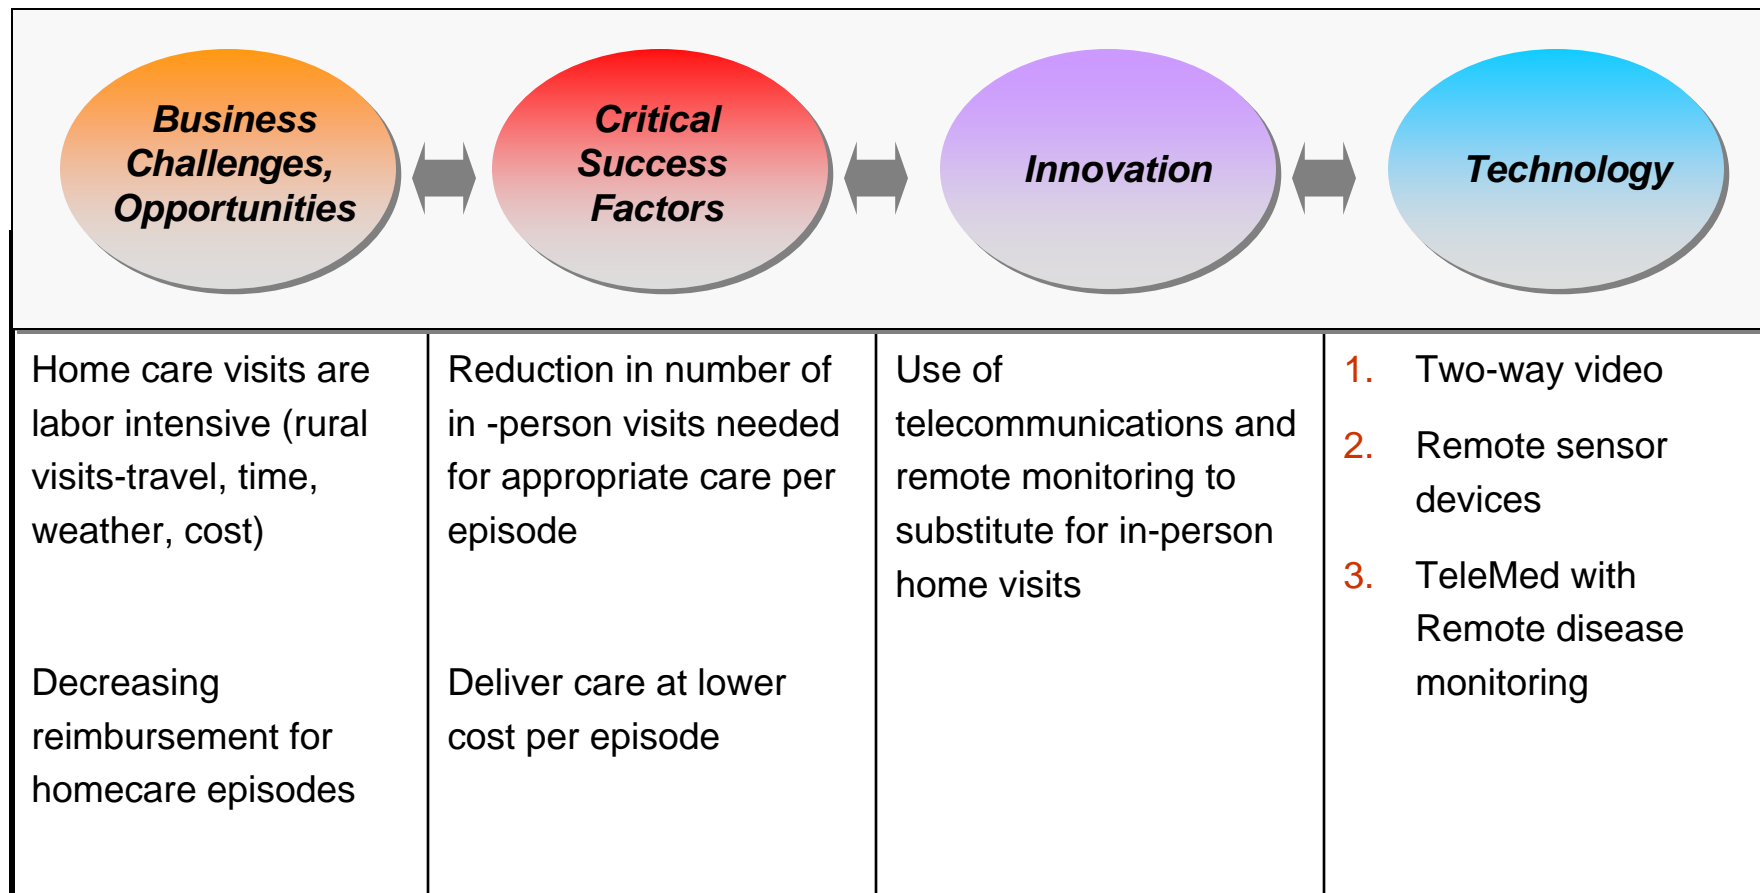 Business
Challenges,
Opportunities
Critical
Success
Factors
Innovation
Technology
Home care visits are
labor intensive (rural
visits-travel, time,
weather, cost)
Decreasing
reimbursement for
homecare episodes
Reduction in number of
in -person visits needed
for appropriate care per
episode
Deliver care at lower
cost per episode
Use of
telecommunications and
remote monitoring to
substitute for in-person
home visits
1. Two-way video
2. Remote sensor
devices
3. TeleMed with
Remote disease
monitoring